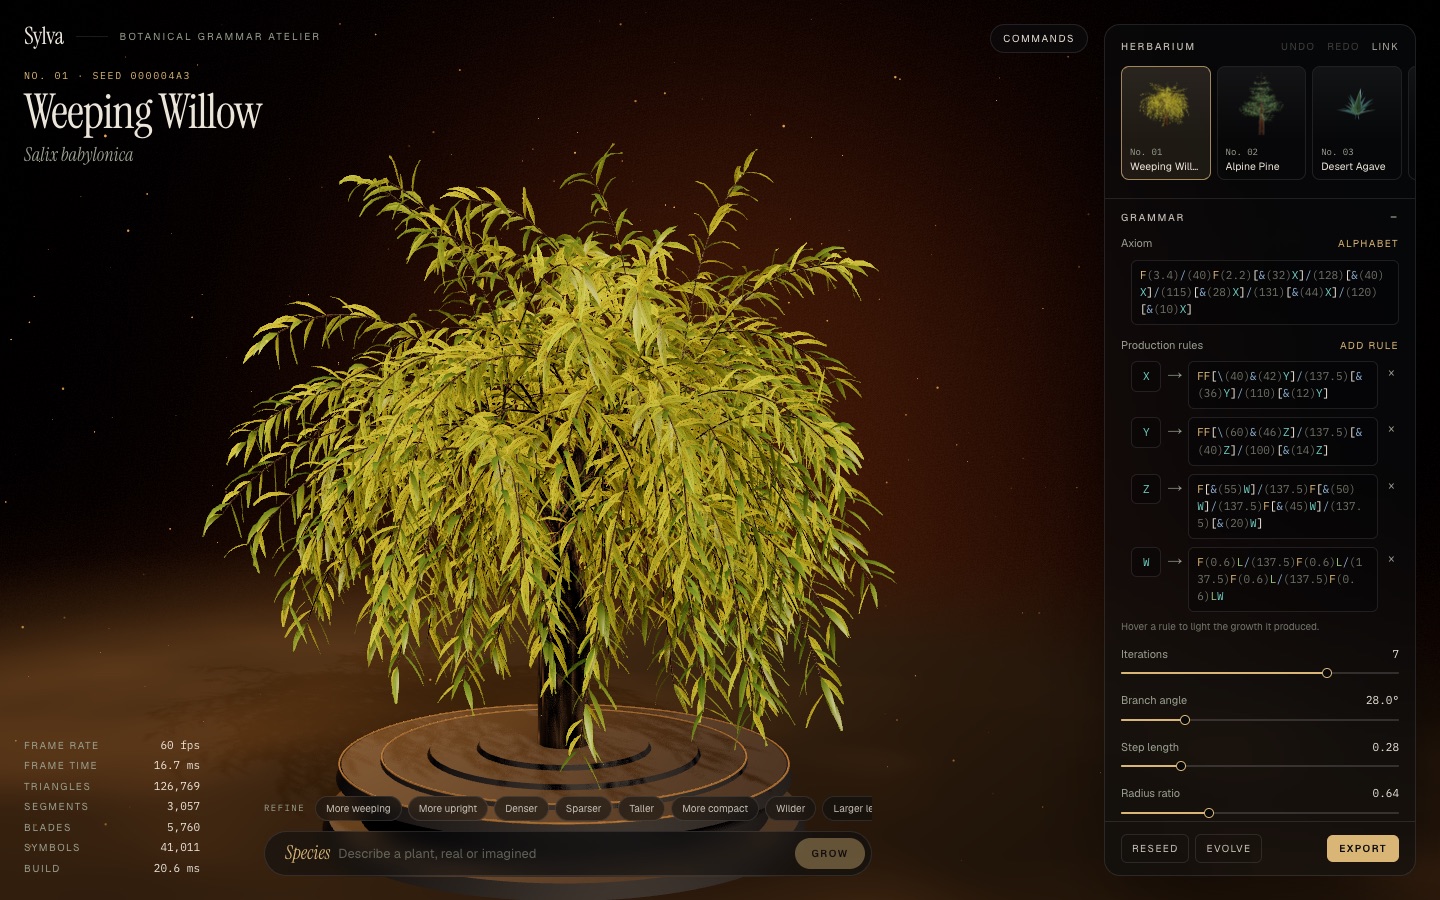 Sylva
BOTANICAL GRAMMAR ATELIER
NO. 01 · SEED 000004A3
Weeping Willow
Salix babylonica
COMMANDS
HERBARIUM
UNDO REDO LINK
No. 01
Weeping Will…
No. 02
Alpine Pine
No. 03
Desert Agave
GRAMMAR
−
Axiom
ALPHABET
F(3.4)/(40)F(2.2)[&(32)X]/(128)[&(40)
X]/(115)[&(28)X]/(131)[&(44)X]/(120)
[&(10)X]
Production rules
ADD RULE
X → FF[\(40)&(42)Y]/(137.5)[& ×
(36)Y]/(110)[&(12)Y]
Y → FF[\(60)&(46)Z]/(137.5)[& ×
(40)Z]/(100)[&(14)Z]
Z → F[&(55)W]/(137.5)F[&(50) ×
W]/(137.5)F[&(45)W]/(137.
5)[&(20)W]
W → F(0.6)L/(137.5)F(0.6)L/(1 ×
37.5)F(0.6)L/(137.5)F(0.
6)LW
Hover a rule to light the growth it produced.
Iterations 7
Branch angle 28.0°
Step length 0.28
Radius ratio 0.64
RESEED
EVOLVE
EXPORT
FRAME RATE 60 fps
FRAME TIME 16.7 ms
TRIANGLES 126,769
SEGMENTS 3,057
BLADES 5,760
SYMBOLS 41,011
BUILD 20.6 ms
REFINE
More weeping
More upright
Denser
Sparser
Taller
More compact
Wilder
Larger le
Species
Describe a plant, real or imagined
GROW